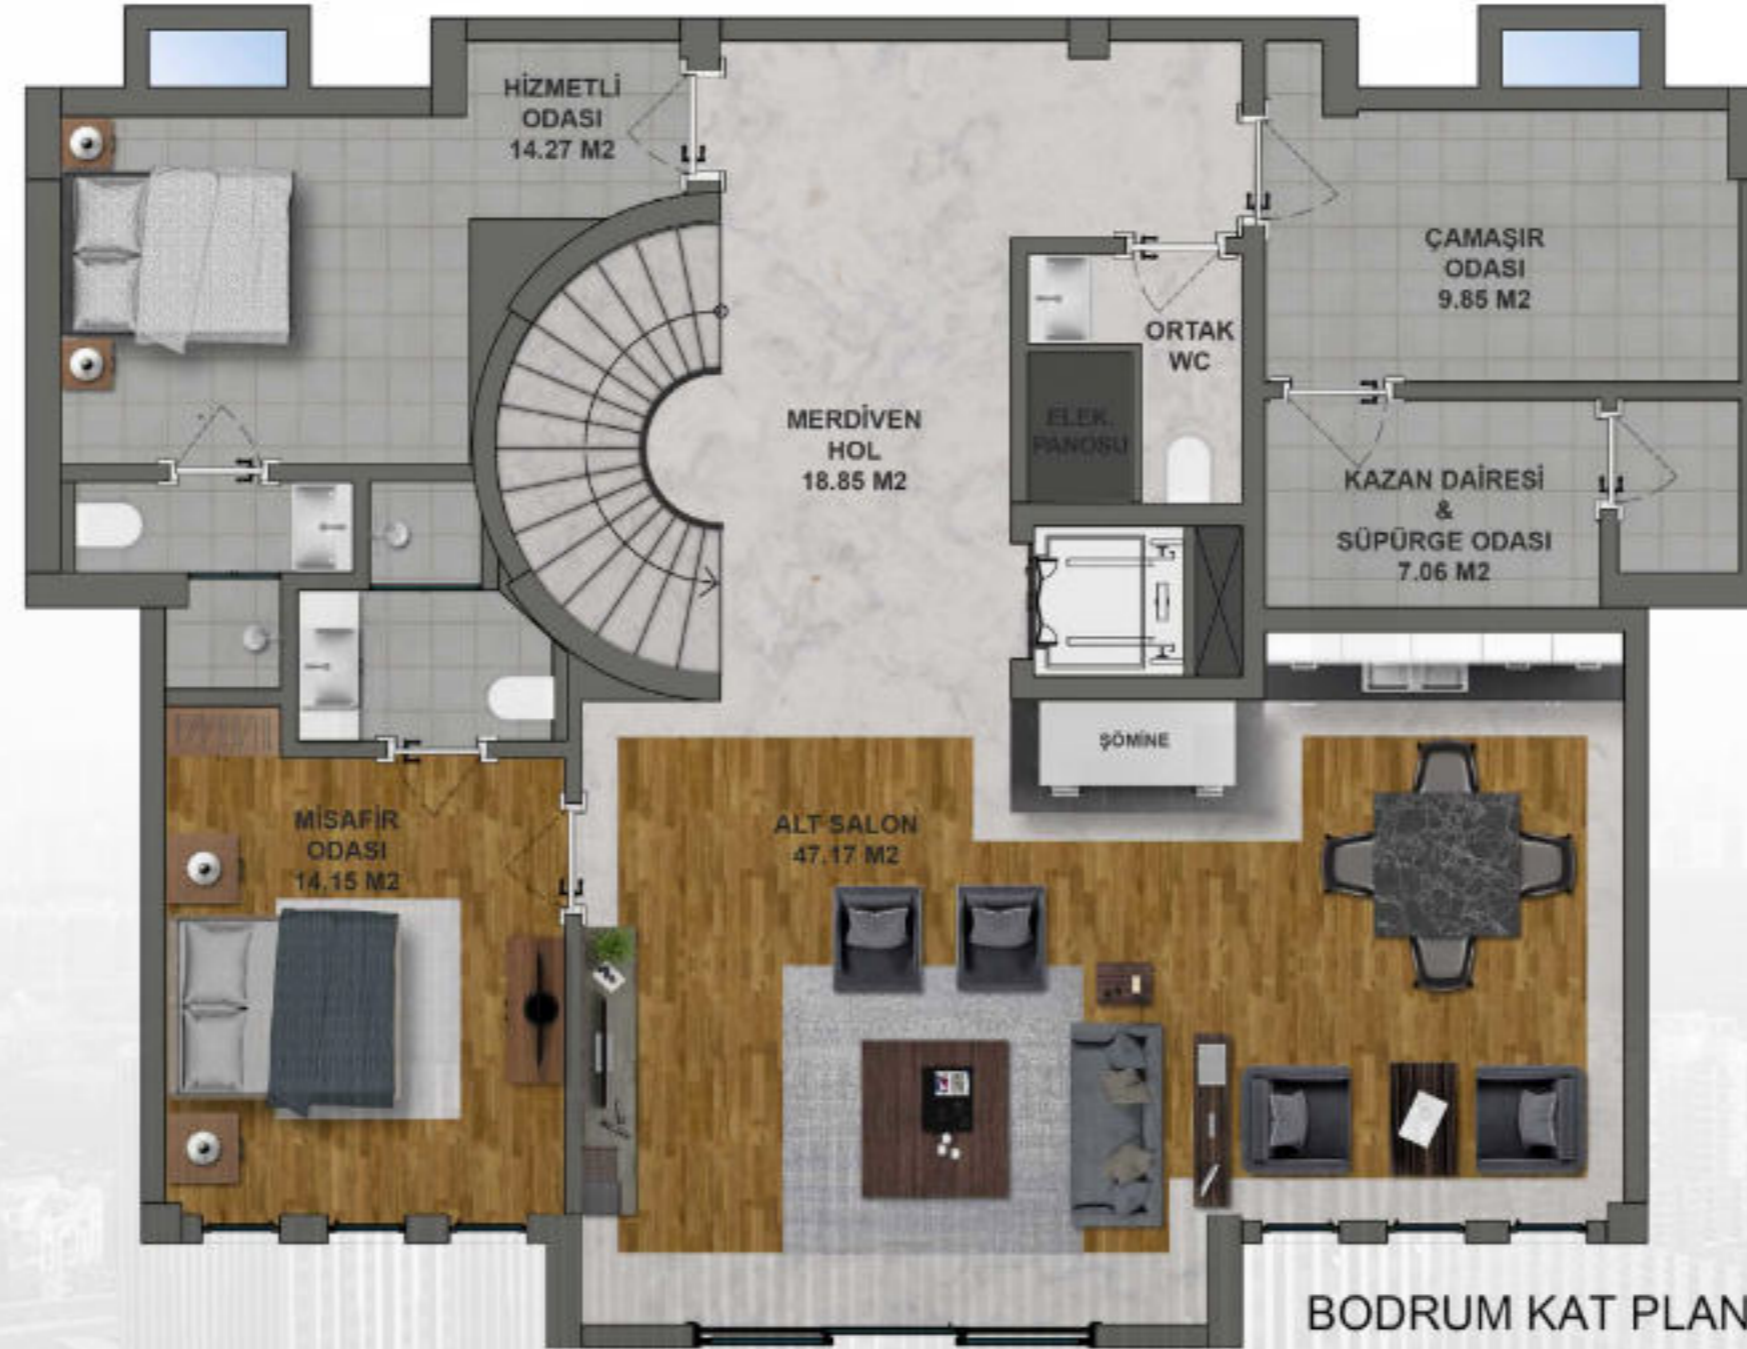 HİZMETLİ
ODASI
14.27 M2
ÇAMAŞIR
ODASI
9.85 M2
ORTAK
WC
ELEK.
PANOSU
MERDİVEN
HOL
18.85 M2
KAZAN DAİRESİ
&
SÜPÜRGE ODASI
7.06 M2
ŞÖMİNE
MİSAFİR
ODASI
14.15 M2
ALT SALON
47.17 M2
BODRUM KAT PLAN